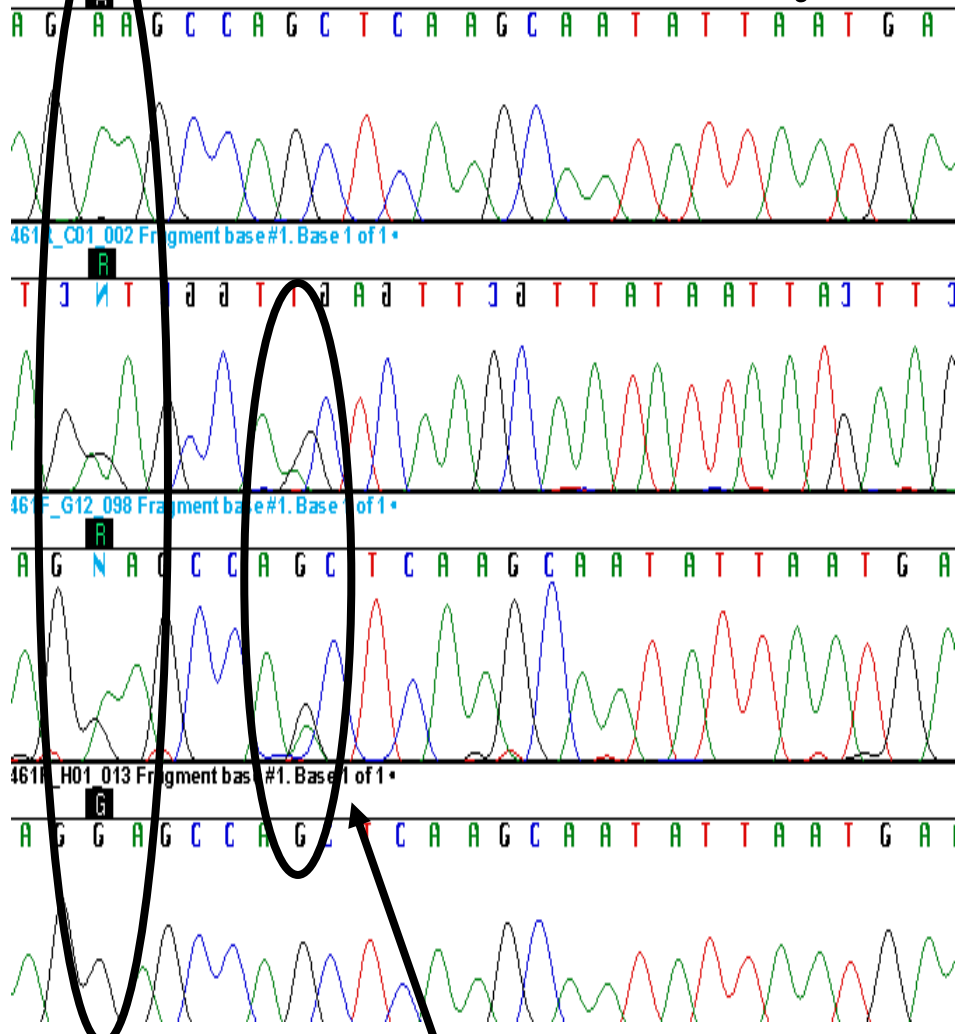 A G A A G C C A G C T C A A G C A A T A T T A A T G A
461R_C01_002 Fragment base #1. Base 1 of 1
R
T C N T G G T T G A G T T C G T T A T A A T T A C T T C
461F_G12_098 Fragment base #1. Base 1 of 1
R
A G N A G C C A G C T C A A G C A A T A T T A A T G A
H01_013 Fragment base #1. Base 1 of 1
G
A G G A G C C A G C T C A A G C A A T A T T A A T G A A